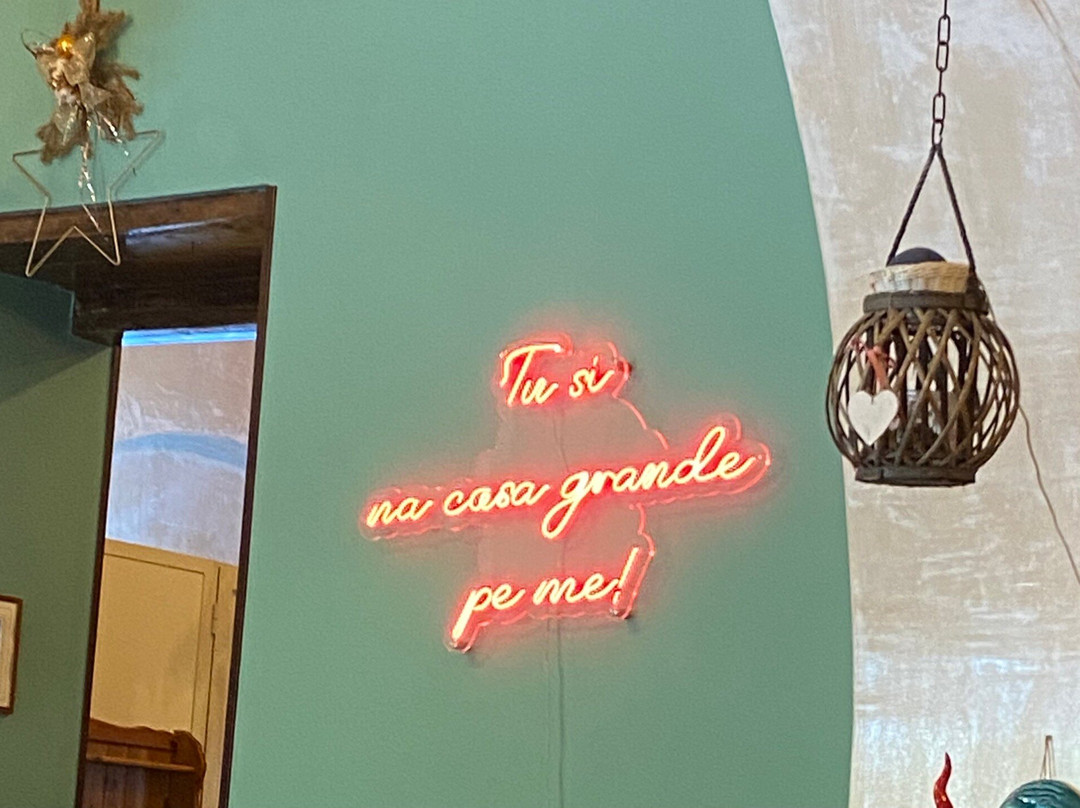 Tu si
na casa grande
pe me!